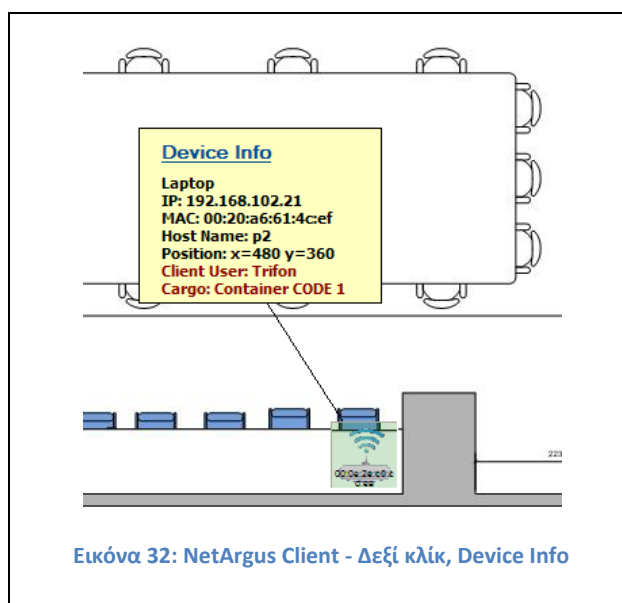 Device Info
Laptop
IP: 192.168.102.21
MAC: 00:20:a6:61:4c:ef
Host Name: p2
Position: x=480 y=360
Client User: Trifon
Cargo: Container CODE 1
223
Εικόνα 32: NetArgus Client - Δεξί κλίκ, Device Info